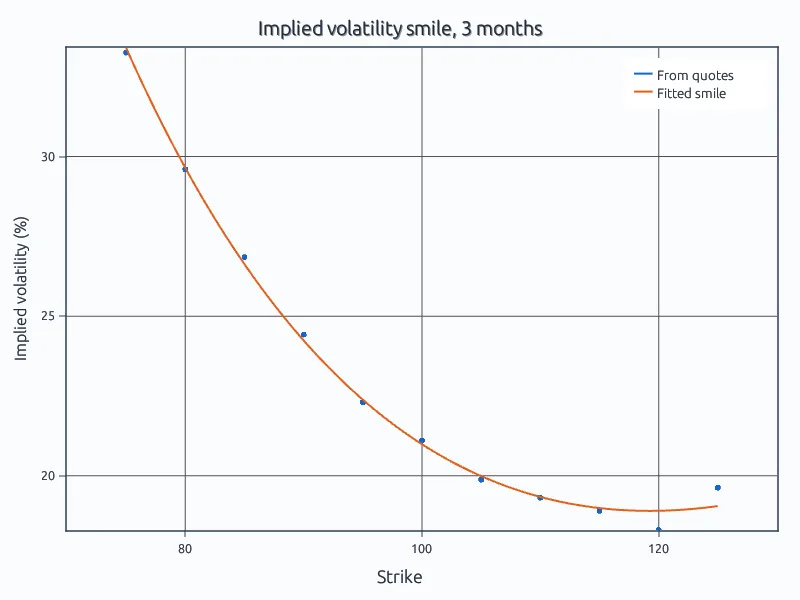 Implied volatility smile, 3 months
From quotes
Fitted smile
30
25
20
Implied volatility (%)
80
100
120
Strike